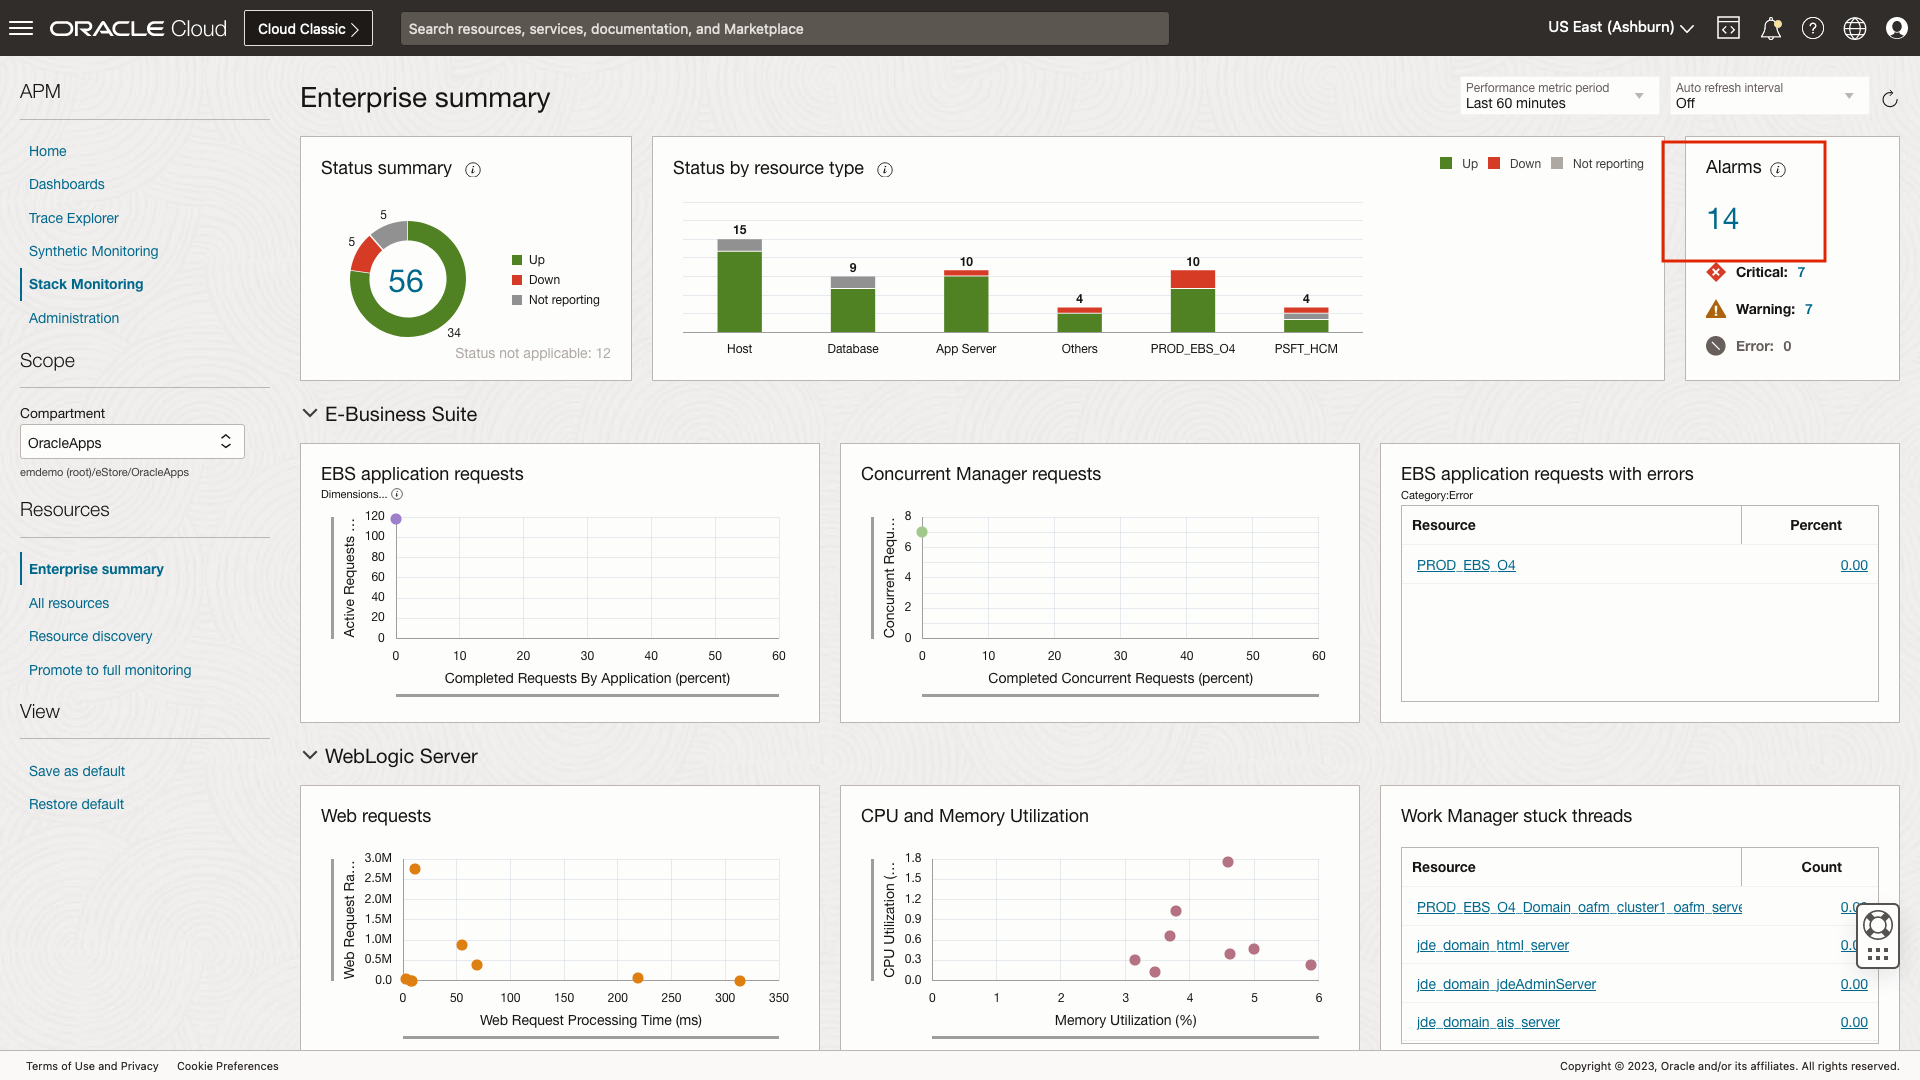 ORACLE Cloud
Cloud Classic
Search resources, services, documentation, and Marketplace
US East (Ashburn)
APM
Home
Dashboards
Trace Explorer
Synthetic Monitoring
Stack Monitoring
Administration
Scope
Compartment
OracleApps
emdemo (root)/eStore/OracleApps
Resources
Enterprise summary
All resources
Resource discovery
Promote to full monitoring
View
Save as default
Restore default
Enterprise summary
Performance metric period
Last 60 minutes
Auto refresh interval
Off
Status summary
5
5
56
34
Up
Down
Not reporting
Status not applicable: 12
Status by resource type
Up Down Not reporting
15 9 10 4 10 4
Host Database App Server Others PROD_EBS_O4 PSFT_HCM
Alarms
14
Critical: 7
Warning: 7
Error: 0
E-Business Suite
EBS application requests
Dimensions...
Active Requests ...
120
100
80
60
40
20
0
0 10 20 30 40 50 60
Completed Requests By Application (percent)
Concurrent Manager requests
Concurrent Requ...
8
6
4
2
0
0 10 20 30 40 50 60
Completed Concurrent Requests (percent)
EBS application requests with errors
Category:Error
Resource Percent
PROD_EBS_O4 0.00
WebLogic Server
Web requests
Web Request Ra...
3.0M
2.5M
2.0M
1.5M
1.0M
0.5M
0.0
0 50 100 150 200 250 300 350
Web Request Processing Time (ms)
CPU and Memory Utilization
CPU Utilization (...
1.8
1.5
1.2
0.9
0.6
0.3
0.0
0 1 2 3 4 5 6
Memory Utilization (%)
Work Manager stuck threads
Resource Count
PROD_EBS_O4_Domain_oafm_cluster1_oafm_serve
jde_domain_html_server
jde_domain_jdeAdminServer 0.00
jde_domain_ais_server 0.00
Terms of Use and Privacy Cookie Preferences
Copyright © 2023, Oracle and/or its affiliates. All rights reserved.